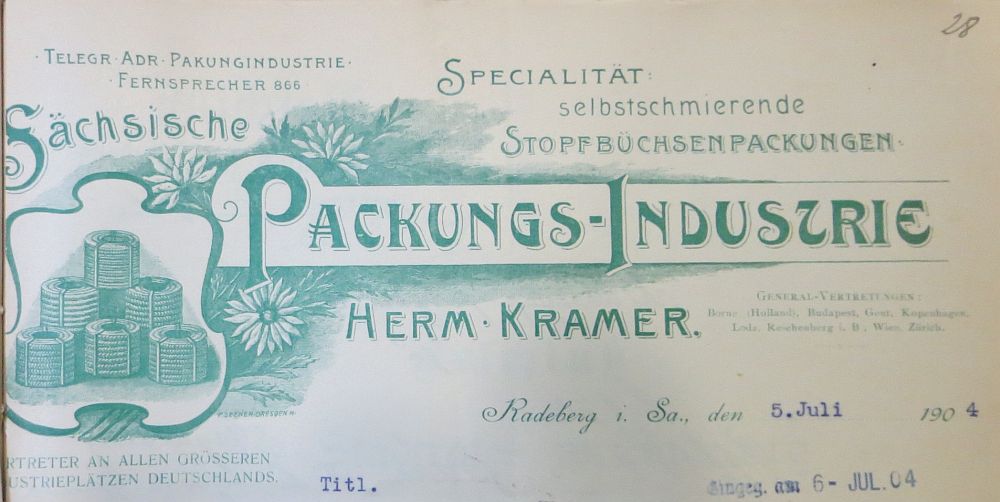 28
·TELEGR·ADR·PAKUNGINDUSTRIE·
·FERNSPRECHER 866·
SPECIALITÄT:
selbstschmierende
STOPFBÜCHSENPACKUNGEN·
Sächsische
PACKUNGS-INDUSTRIE
HERM·KRAMER.
GENERAL-VERTRETUNGEN:
Borne (Holland), Budapest, Gent, Kopenhagen,
Lodz, Reichenberg i. B., Wien, Zürich.
Radeberg i. Sa., den 5.Juli 1904
RTRETER AN ALLEN GRÖSSEREN
USTRIEPLÄTZEN DEUTSCHLANDS.
Titl.
Eingeg. am 6- JUL.04